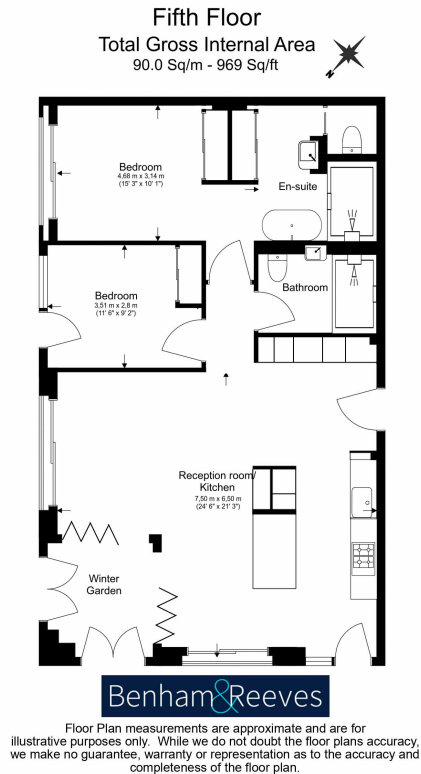 Fifth Floor
Total Gross Internal Area
90.0 Sq/m - 969 Sq/ft
N
Bedroom
4,68 m x 3,14 m
(15' 3" x 10' 1")
En-suite
Bedroom
3,51 m x 2,8 m
(11' 6" x 9' 2")
Bathroom
Reception room/
Kitchen
7,50 m x 6,50 m
(24' 6" x 21' 3")
Winter
Garden
Benham&Reeves
Floor Plan measurements are approximate and are for
illustrative purposes only. While we do not doubt the floor plans accuracy,
we make no guarantee, warranty or representation as to the accuracy and
completeness of the floor plan.